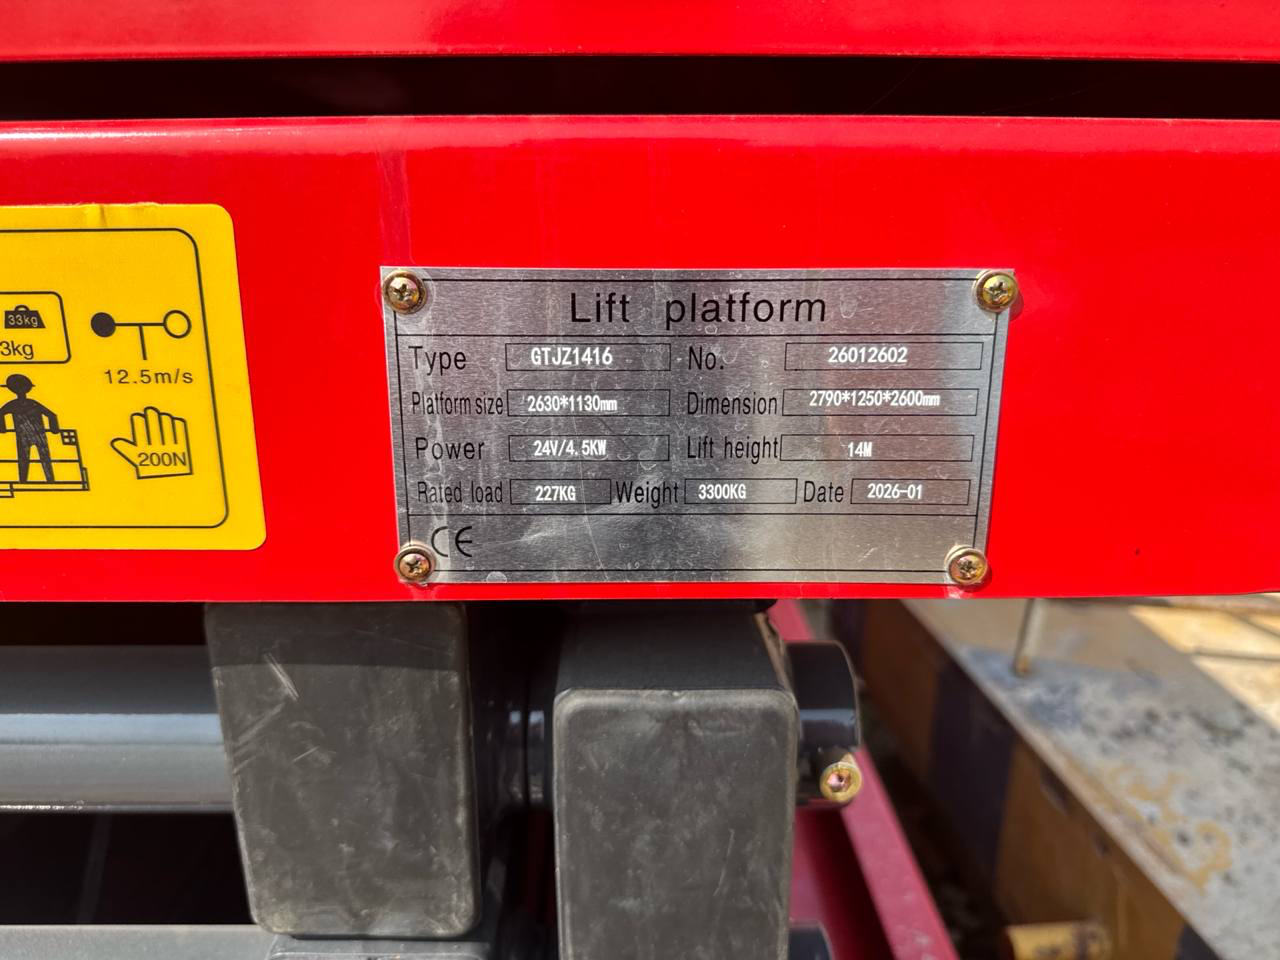 33kg
3kg
12.5m/s
200N
Lift platform
Type GTJZ1416 No. 26012602
Platform size 2630*1130mm Dimension 2790*1250*2600mm
Power 24V/4.5KW Lift height 14M
Rated load 227KG Weight 3300KG Date 2026-01
CE